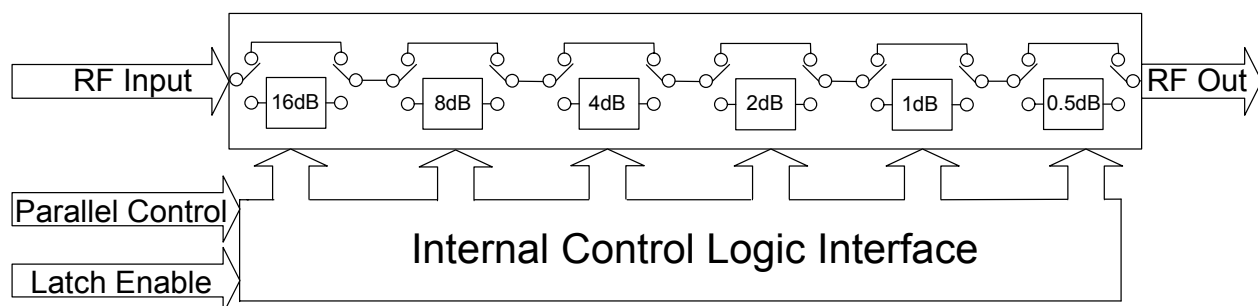 RF Input
16dB
8dB
4dB
2dB
1dB
0.5dB
RF Out
Parallel Control
Latch Enable
Internal Control Logic Interface